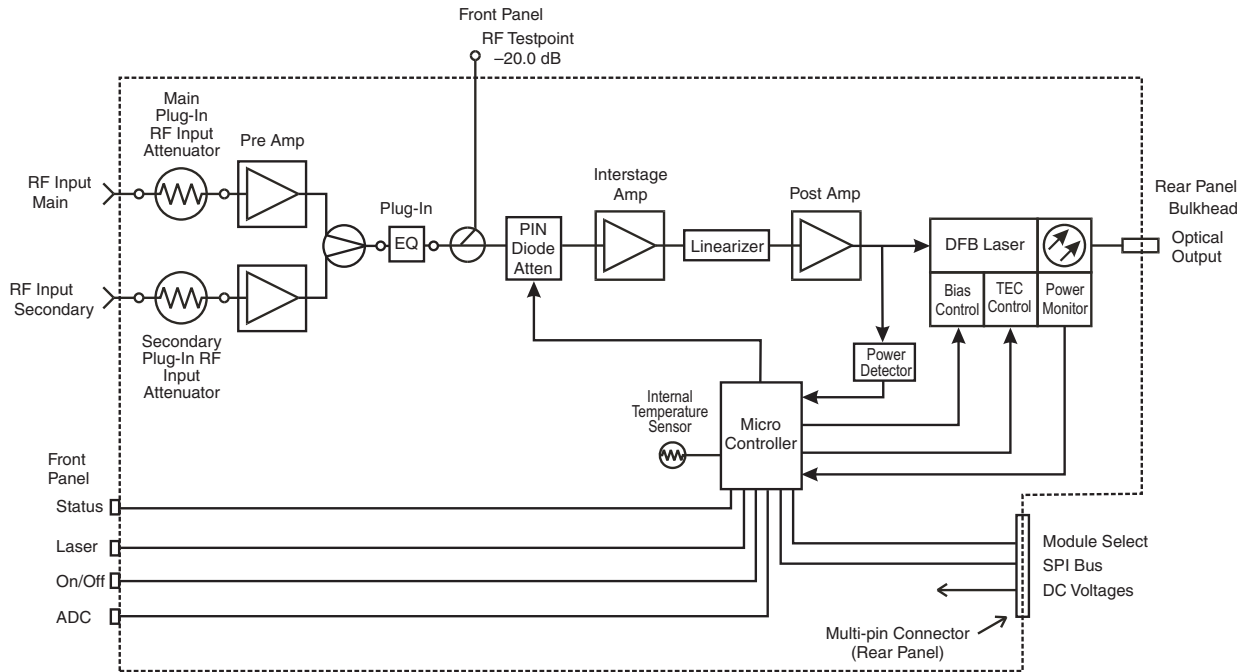 Front Panel
RF Testpoint
–20.0 dB
Main
Plug-In
RF Input
Attenuator
Pre Amp
RF Input
Main
Plug-In
EQ
PIN
Diode
Atten
Interstage
Amp
Linearizer
Post Amp
DFB Laser
Rear Panel
Bulkhead
Optical
Output
RF Input
Secondary
Secondary
Plug-In RF
Input
Attenuator
Bias
Control
TEC
Control
Power
Monitor
Power
Detector
Internal
Temperature
Sensor
Micro
Controller
Front
Panel
Status
Laser
On/Off
ADC
Module Select
SPI Bus
DC Voltages
Multi-pin Connector
(Rear Panel)